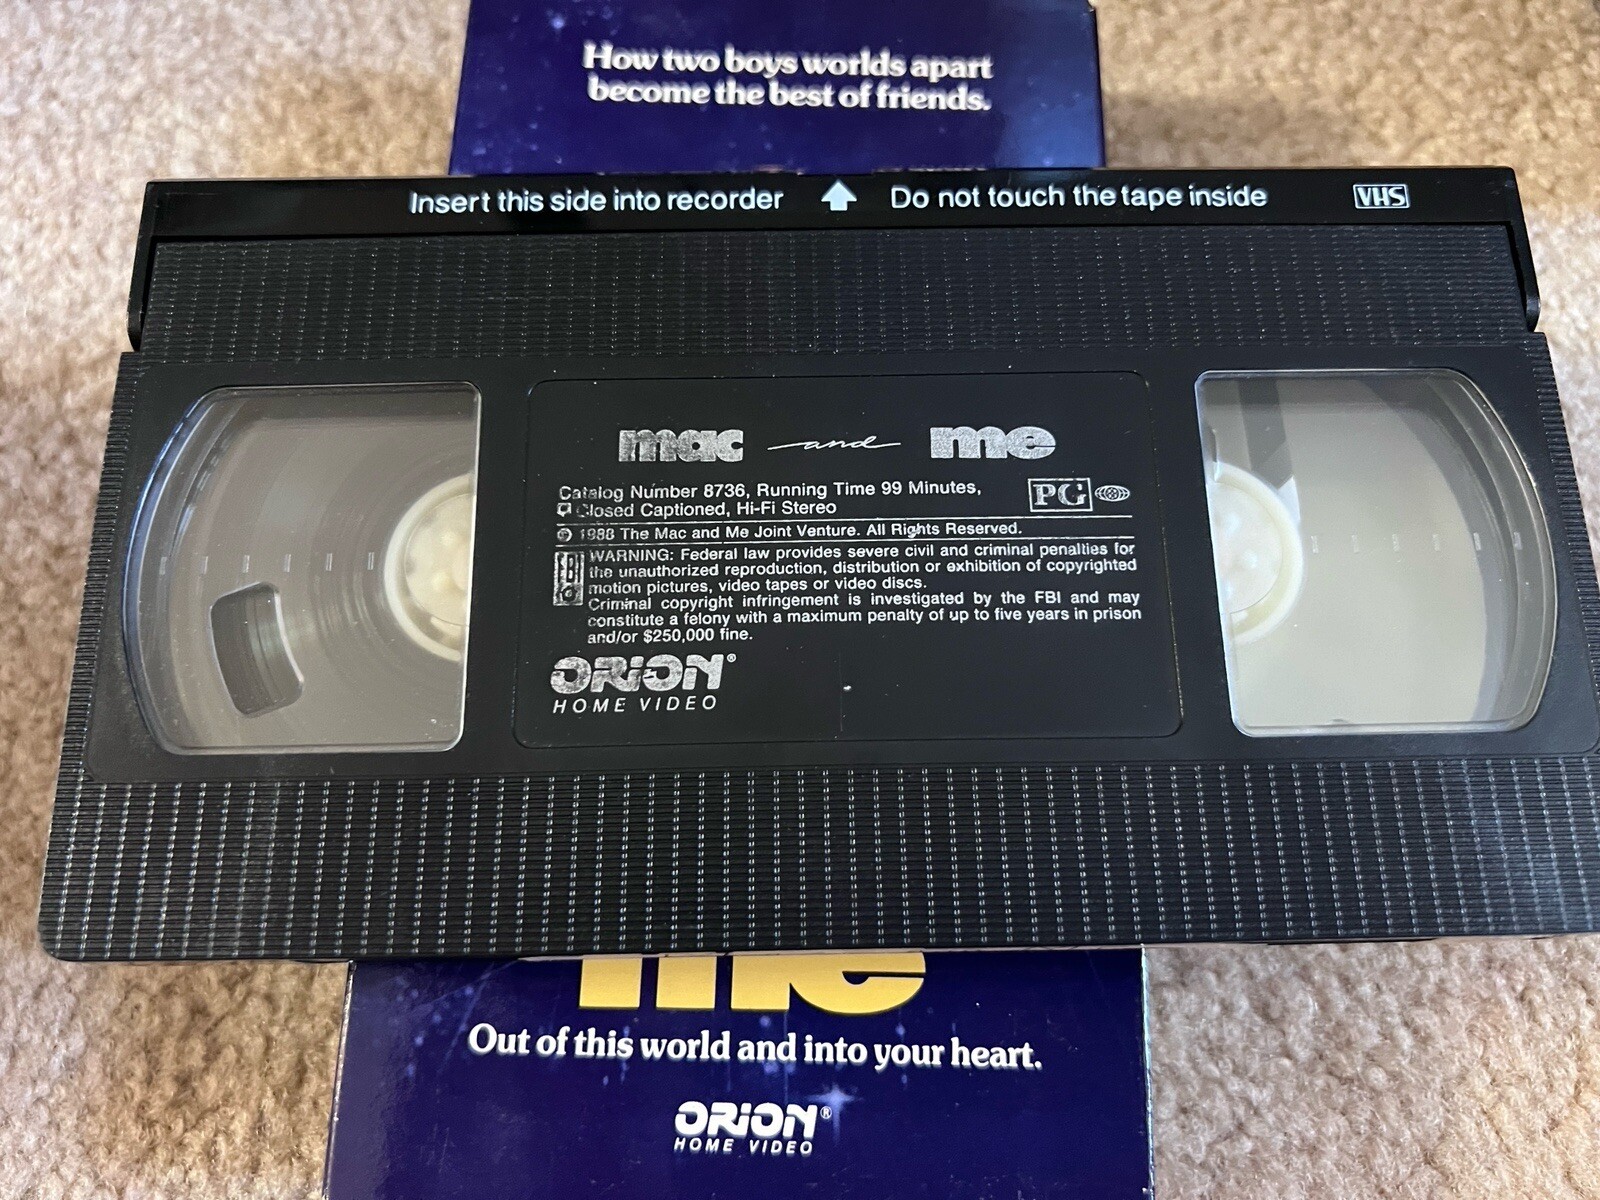 How two boys worlds apart
become the best of friends.
Insert this side into recorder
Do not touch the tape inside
VHS
mac and me
Catalog Number 8736, Running Time 99 Minutes,
Closed Captioned, Hi-Fi Stereo
PG
© 1988 The Mac and Me Joint Venture. All Rights Reserved.
FBI
WARNING: Federal law provides severe civil and criminal penalties for
the unauthorized reproduction, distribution or exhibition of copyrighted
motion pictures, video tapes or video discs.
Criminal copyright infringement is investigated by the FBI and may
constitute a felony with a maximum penalty of up to five years in prison
and/or $250,000 fine.
ORION®
HOME VIDEO
me
Out of this world and into your heart.
ORION®
HOME VIDEO